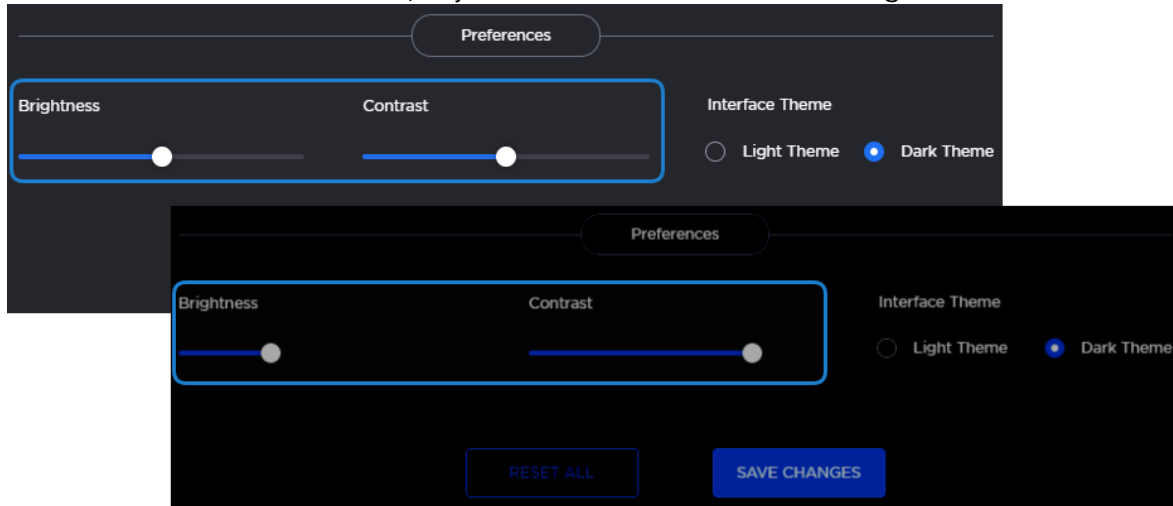 Preferences
Brightness Contrast Interface Theme
Light Theme Dark Theme
Preferences
Brightness Contrast Interface Theme
Light Theme Dark Theme
RESET ALL SAVE CHANGES